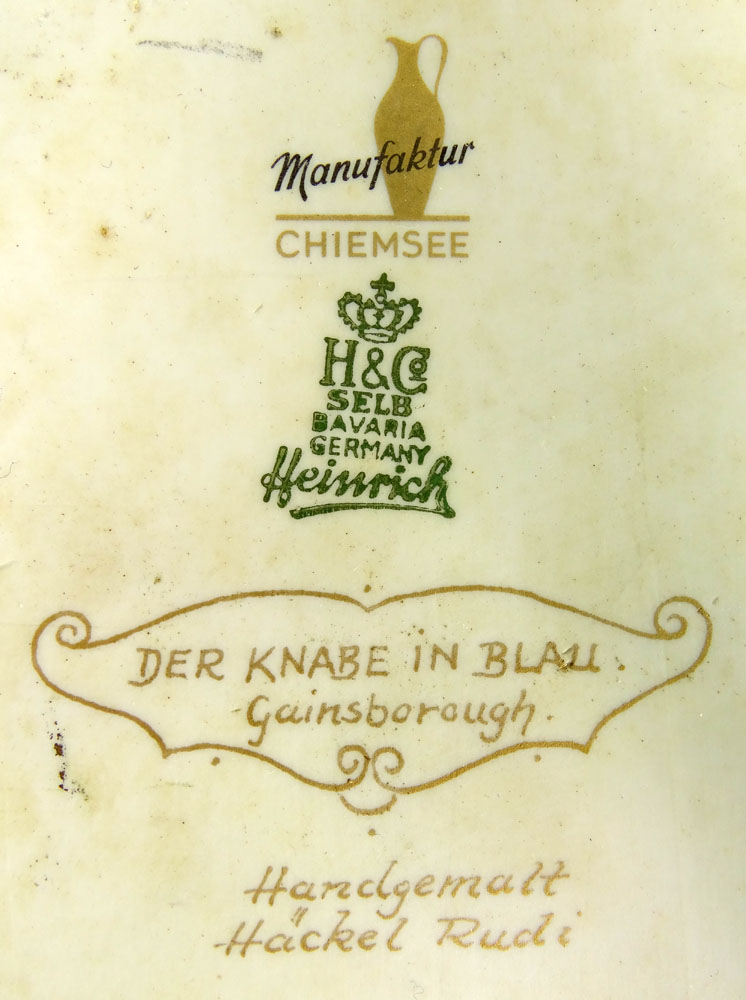 Manufaktur
CHIEMSEE
H&Co
SELB
BAVARIA
GERMANY
Heinrich
DER KNABE IN BLAU.
Gainsborough.
Handgemalt
Häckel Rudi